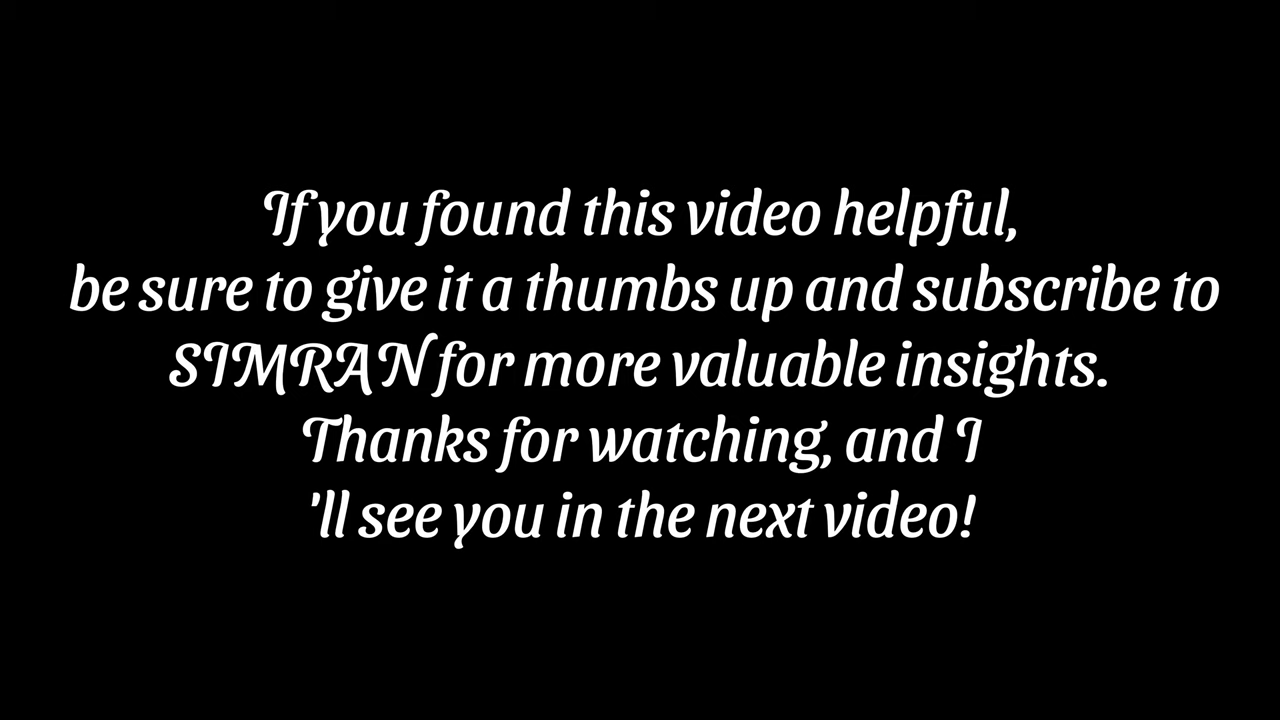 If you found this video helpful,
be sure to give it a thumbs up and subscribe to
SIMRAN for more valuable insights.
Thanks for watching, and I
'll see you in the next video!